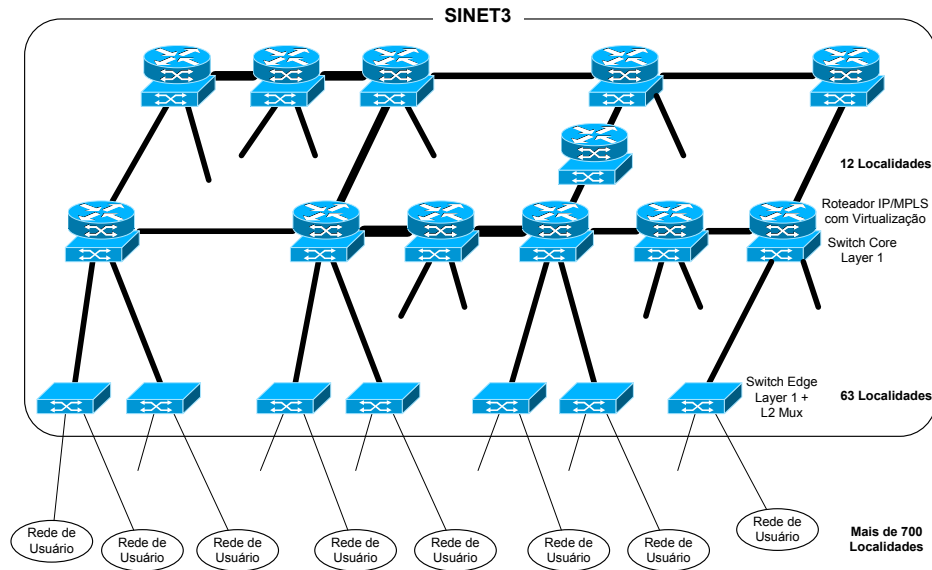 SINET3
12 Localidades
Roteador IP/MPLS
com Virtualização
Switch Core
Layer 1
Switch Edge
Layer 1 +
L2 Mux
63 Localidades
Rede de
Usuário
Rede de
Usuário
Rede de
Usuário
Rede de
Usuário
Rede de
Usuário
Rede de
Usuário
Rede de
Usuário
Rede de
Usuário
Mais de 700
Localidades